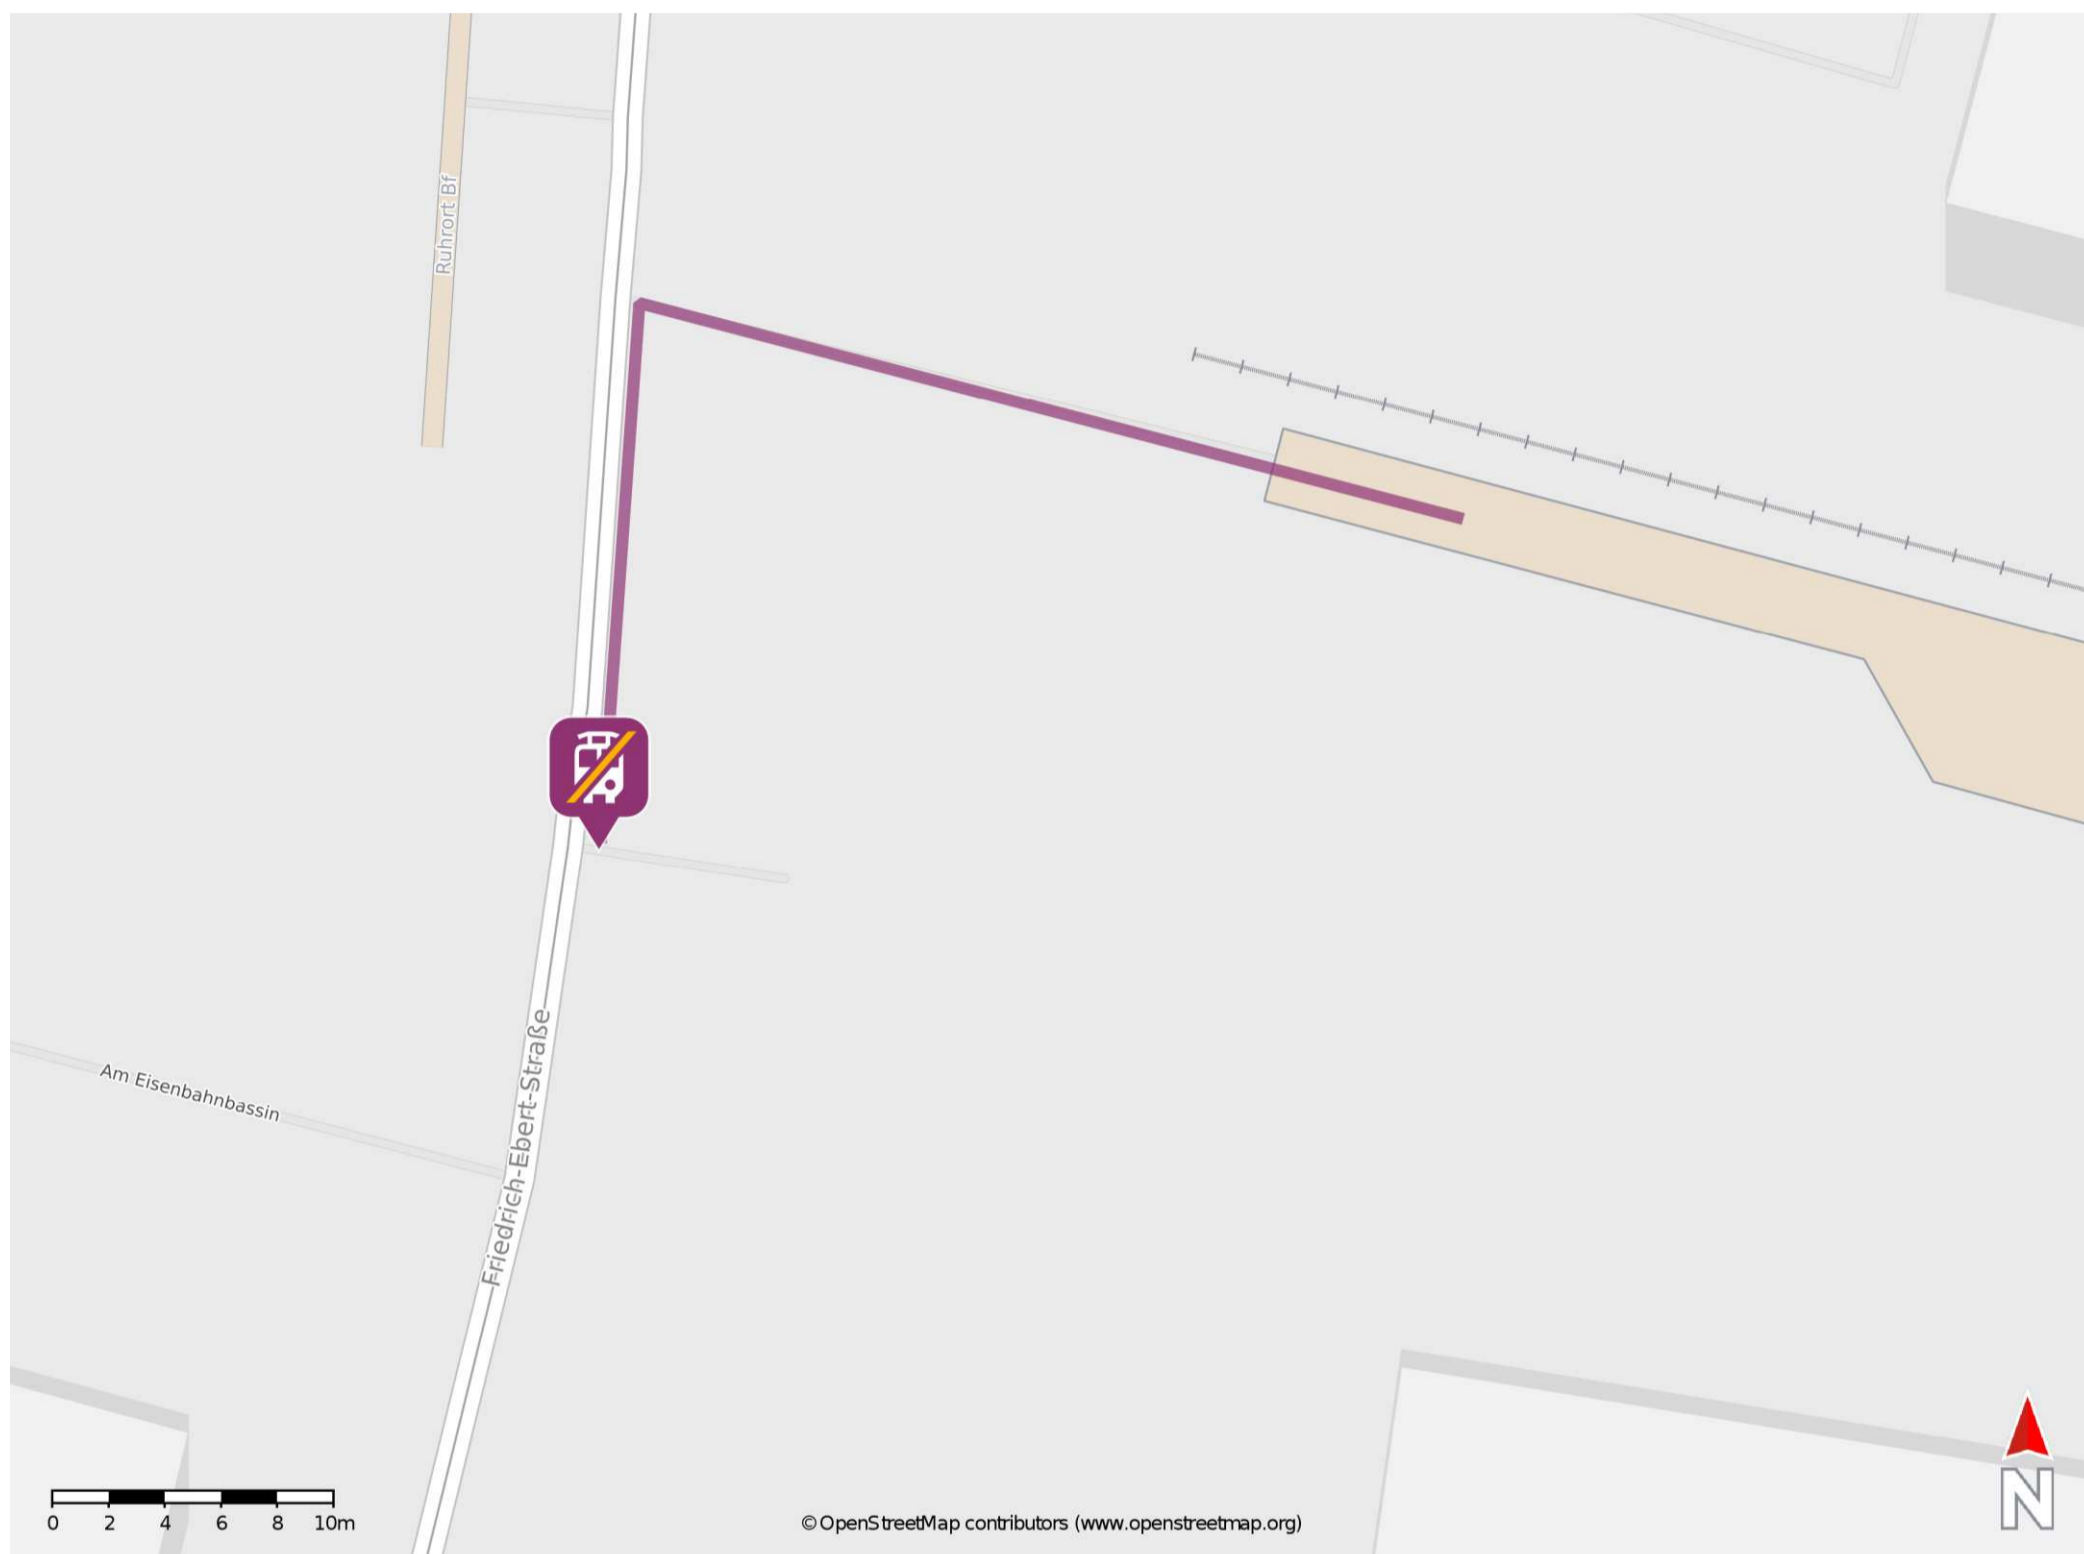 Ruhrort Bf
Friedrich-Ebert-Straße
Am Eisenbahnbassin
0 2 4 6 8 10m
© OpenStreetMap contributors (www.openstreetmap.org)
N